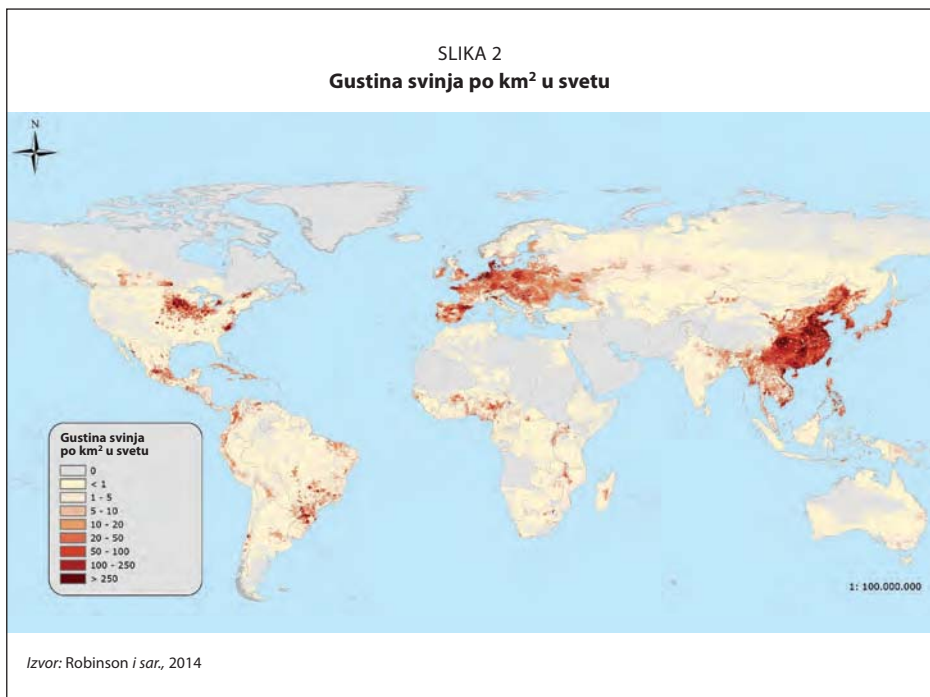 SLIKA 2
Gustina svinja po km² u svetu
N
Gustina svinja
po km² u svetu
0
< 1
1 - 5
5 - 10
10 - 20
20 - 50
50 - 100
100 - 250
> 250
1: 100.000.000
Izvor: Robinson i sar., 2014